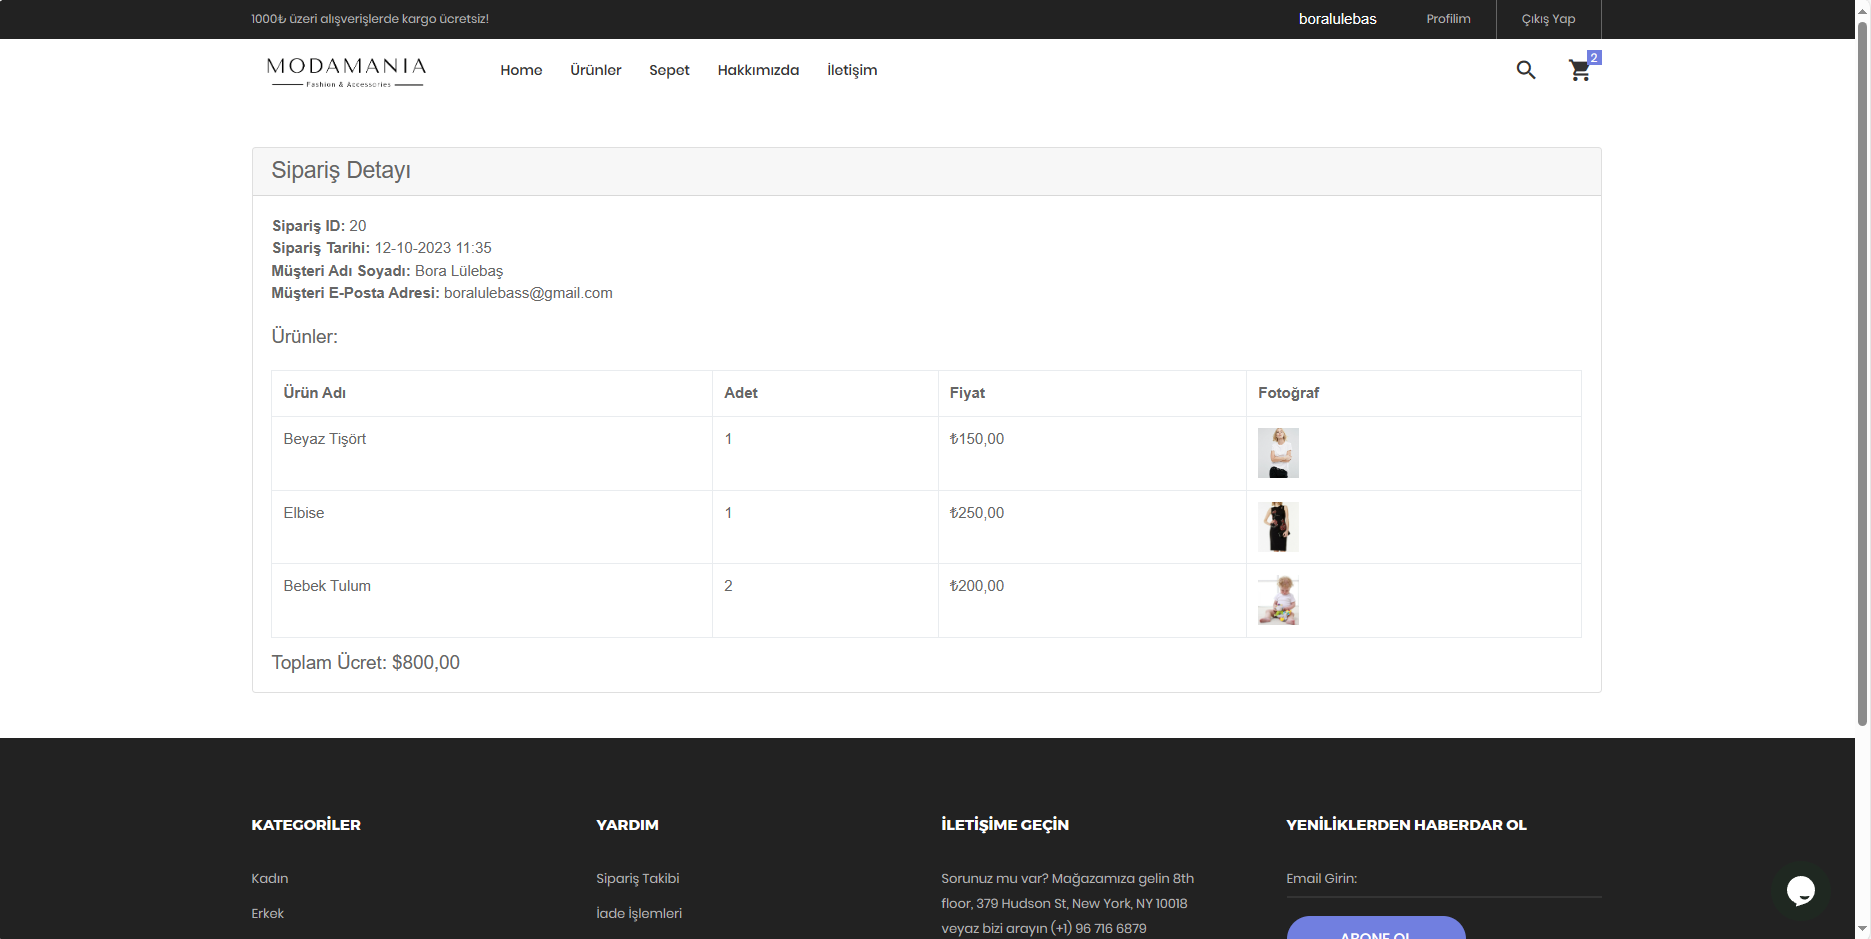 1000₺ üzeri alışverişlerde kargo ücretsiz!
boralulebas
Profilim
Çıkış Yap
MODAMANIA
Fashion & Accessories
Home
Ürünler
Sepet
Hakkımızda
İletişim
2
Sipariş Detayı
Sipariş ID: 20
Sipariş Tarihi: 12-10-2023 11:35
Müşteri Adı Soyadı: Bora Lülebaş
Müşteri E-Posta Adresi: boralulebass@gmail.com
Ürünler:
Ürün Adı Adet Fiyat Fotoğraf
Beyaz Tişört 1 ₺150,00
Elbise 1 ₺250,00
Bebek Tulum 2 ₺200,00
Toplam Ücret: $800,00
KATEGORİLER
Kadın
Erkek
YARDIM
Sipariş Takibi
İade İşlemleri
İLETİŞİME GEÇİN
Sorunuz mu var? Mağazamıza gelin 8th
floor, 379 Hudson St, New York, NY 10018
veyaz bizi arayın (+1) 96 716 6879
YENİLİKLERDEN HABERDAR OL
Email Girin:
ABONE OL